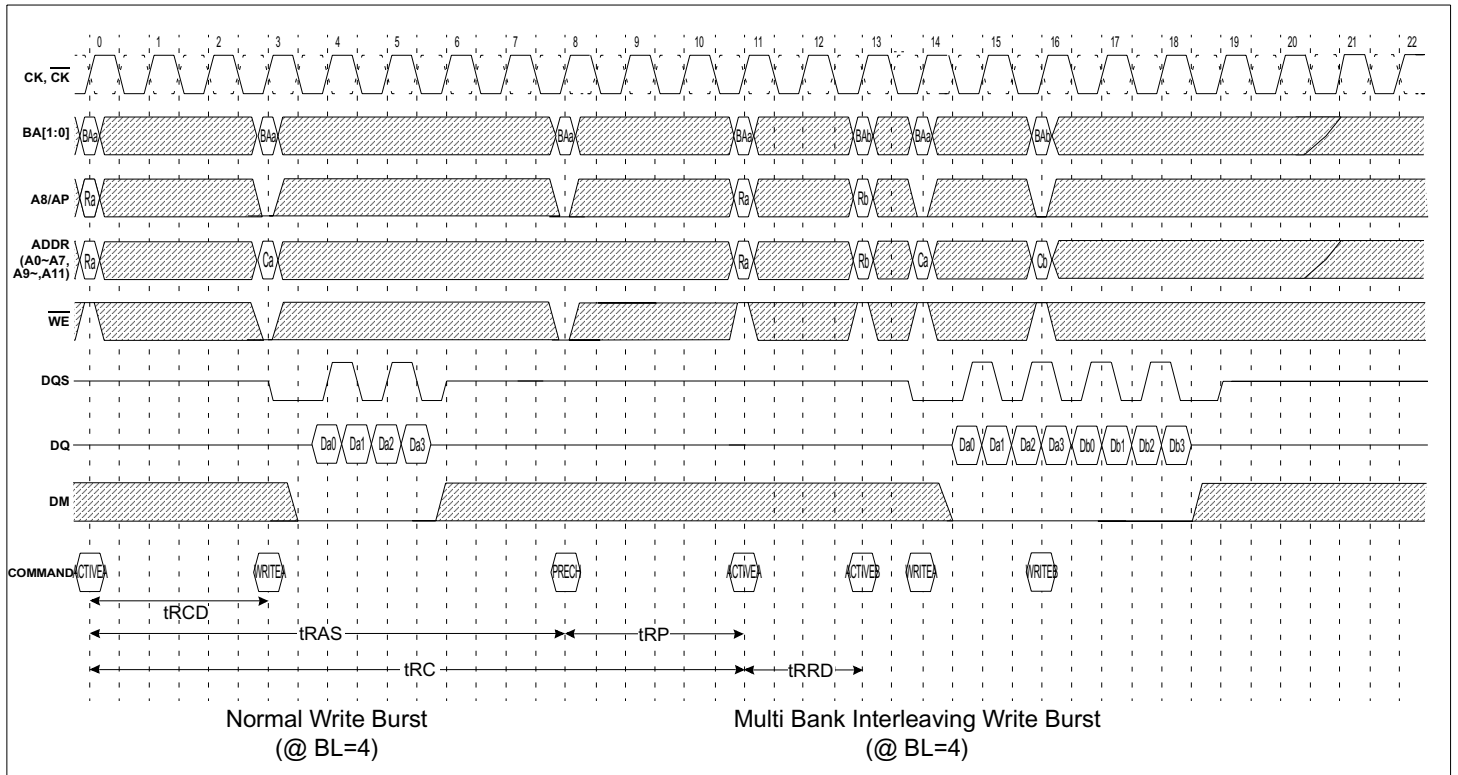 0 1 2 3 4 5 6 7 8 9 10 11 12 13 14 15 16 17 18 19 20 21 22
CK, CK
BA[1:0] BAa BAa BAa BAa BAb BAa BAb
A8/AP Ra Ra Rb
ADDR
(A0~A7,
A9~,A11)
Ra Ca Ra Rb Ca Cb
WE
DQS
DQ Da0 Da1 Da2 Da3 Da0 Da1 Da2 Da3 Db0 Db1 Db2 Db3
DM
COMMAND ACTIVEA WRITEA PRECH ACTIVEA ACTIVEB WRITEA WRITEB
tRCD
tRAS tRP
tRC tRRD
Normal Write Burst Multi Bank Interleaving Write Burst
(@ BL=4) (@ BL=4)